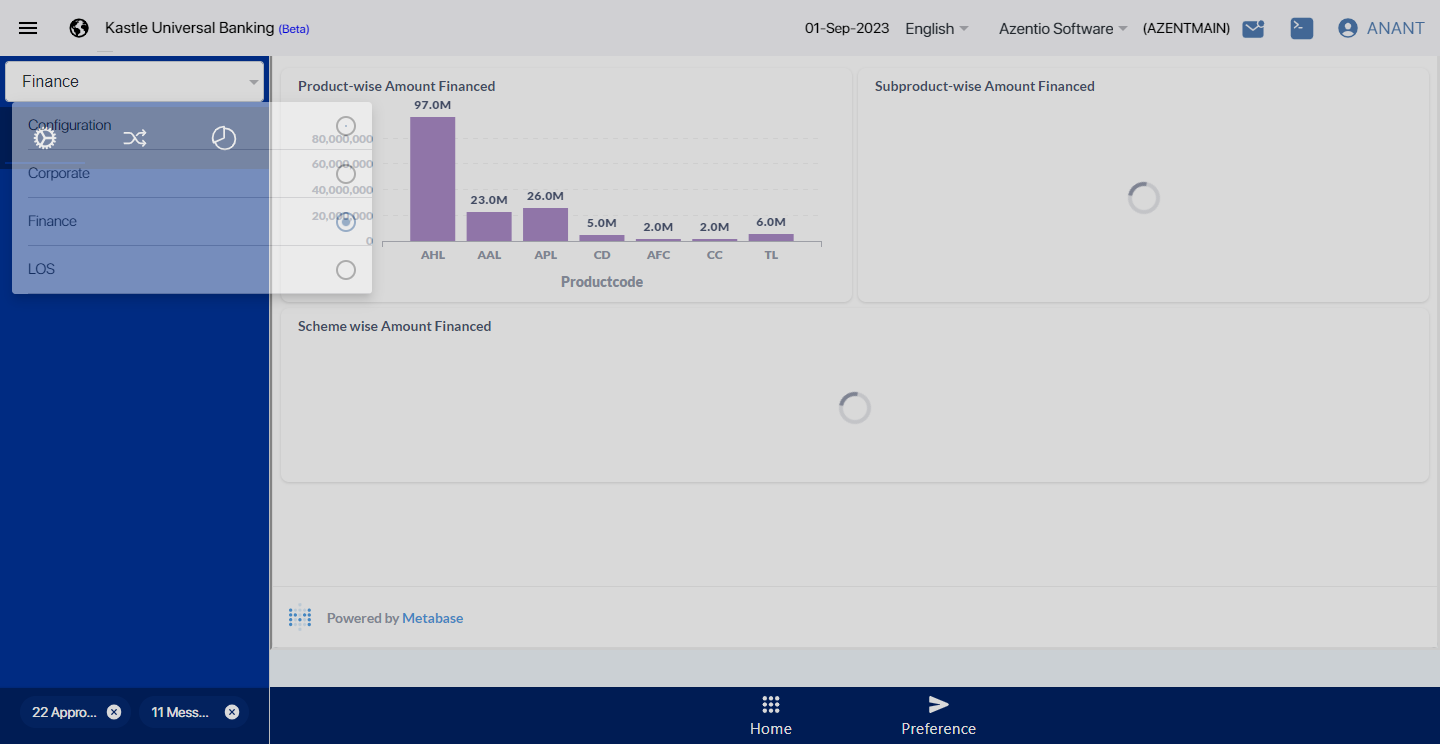 Kastle Universal Banking (Beta)
01-Sep-2023
English
Azentio Software
(AZENTMAIN)
ANANT
Finance
Configuration
Corporate
Finance
LOS
Product-wise Amount Financed
97.0M
80,000,000
60,000,000
40,000,000
20,000,000
0
23.0M
26.0M
5.0M
2.0M
2.0M
6.0M
AHL
AAL
APL
CD
AFC
CC
TL
Productcode
Subproduct-wise Amount Financed
Scheme wise Amount Financed
Powered by Metabase
22 Appro...
11 Mess...
Home
Preference